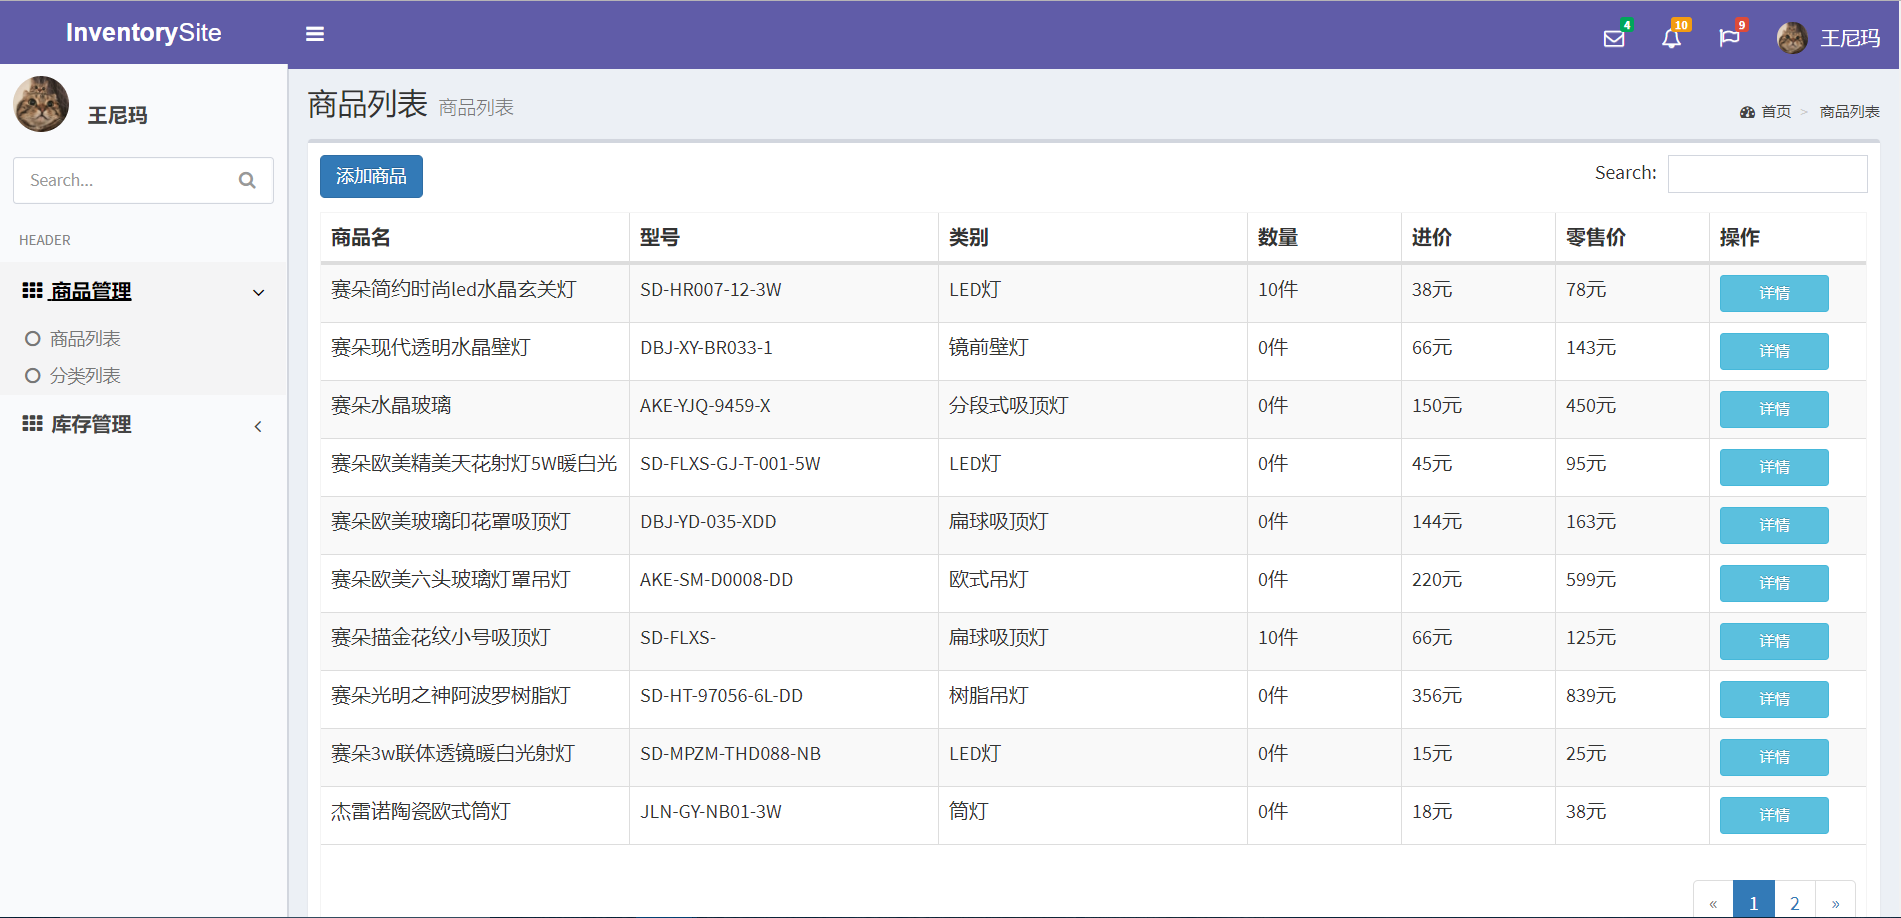 InventorySite
4
10
9
王尼玛
王尼玛
Search...
HEADER
商品管理
商品列表
分类列表
库存管理
商品列表 商品列表
首页 > 商品列表
添加商品
Search:
商品名 型号 类别 数量 进价 零售价 操作
赛朵简约时尚led水晶玄关灯 SD-HR007-12-3W LED灯 10件 38元 78元 详情
赛朵现代透明水晶壁灯 DBJ-XY-BR033-1 镜前壁灯 0件 66元 143元 详情
赛朵水晶玻璃 AKE-YJQ-9459-X 分段式吸顶灯 0件 150元 450元 详情
赛朵欧美精美天花射灯5W暖白光 SD-FLXS-GJ-T-001-5W LED灯 0件 45元 95元 详情
赛朵欧美玻璃印花罩吸顶灯 DBJ-YD-035-XDD 扁球吸顶灯 0件 144元 163元 详情
赛朵欧美六头玻璃灯罩吊灯 AKE-SM-D0008-DD 欧式吊灯 0件 220元 599元 详情
赛朵描金花纹小号吸顶灯 SD-FLXS- 扁球吸顶灯 10件 66元 125元 详情
赛朵光明之神阿波罗树脂灯 SD-HT-97056-6L-DD 树脂吊灯 0件 356元 839元 详情
赛朵3w联体透镜暖白光射灯 SD-MPZM-THD088-NB LED灯 0件 15元 25元 详情
杰雷诺陶瓷欧式筒灯 JLN-GY-NB01-3W 筒灯 0件 18元 38元 详情
« 1 2 »